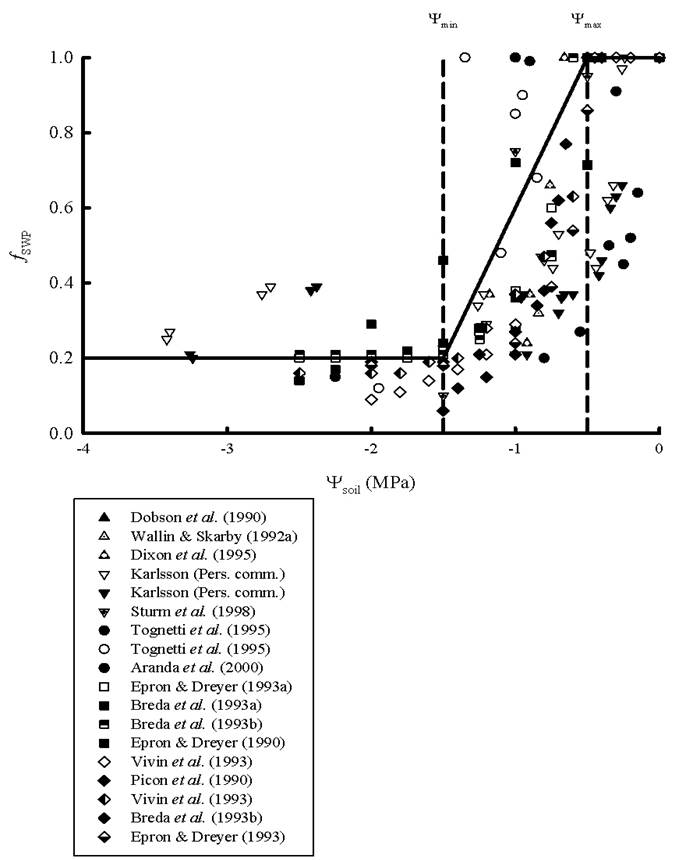 Ψmin Ψmax
1.0
0.8
0.6
0.4
0.2
0.0
fSWP
-4 -3 -2 -1 0
Ψsoil (MPa)
Dobson et al. (1990)
Wallin & Skarby (1992a)
Dixon et al. (1995)
Karlsson (Pers. comm.)
Karlsson (Pers. comm.)
Sturm et al. (1998)
Tognetti et al. (1995)
Tognetti et al. (1995)
Aranda et al. (2000)
Epron & Dreyer (1993a)
Breda et al. (1993a)
Breda et al. (1993b)
Epron & Dreyer (1990)
Vivin et al. (1993)
Picon et al. (1990)
Vivin et al. (1993)
Breda et al. (1993b)
Epron & Dreyer (1993)